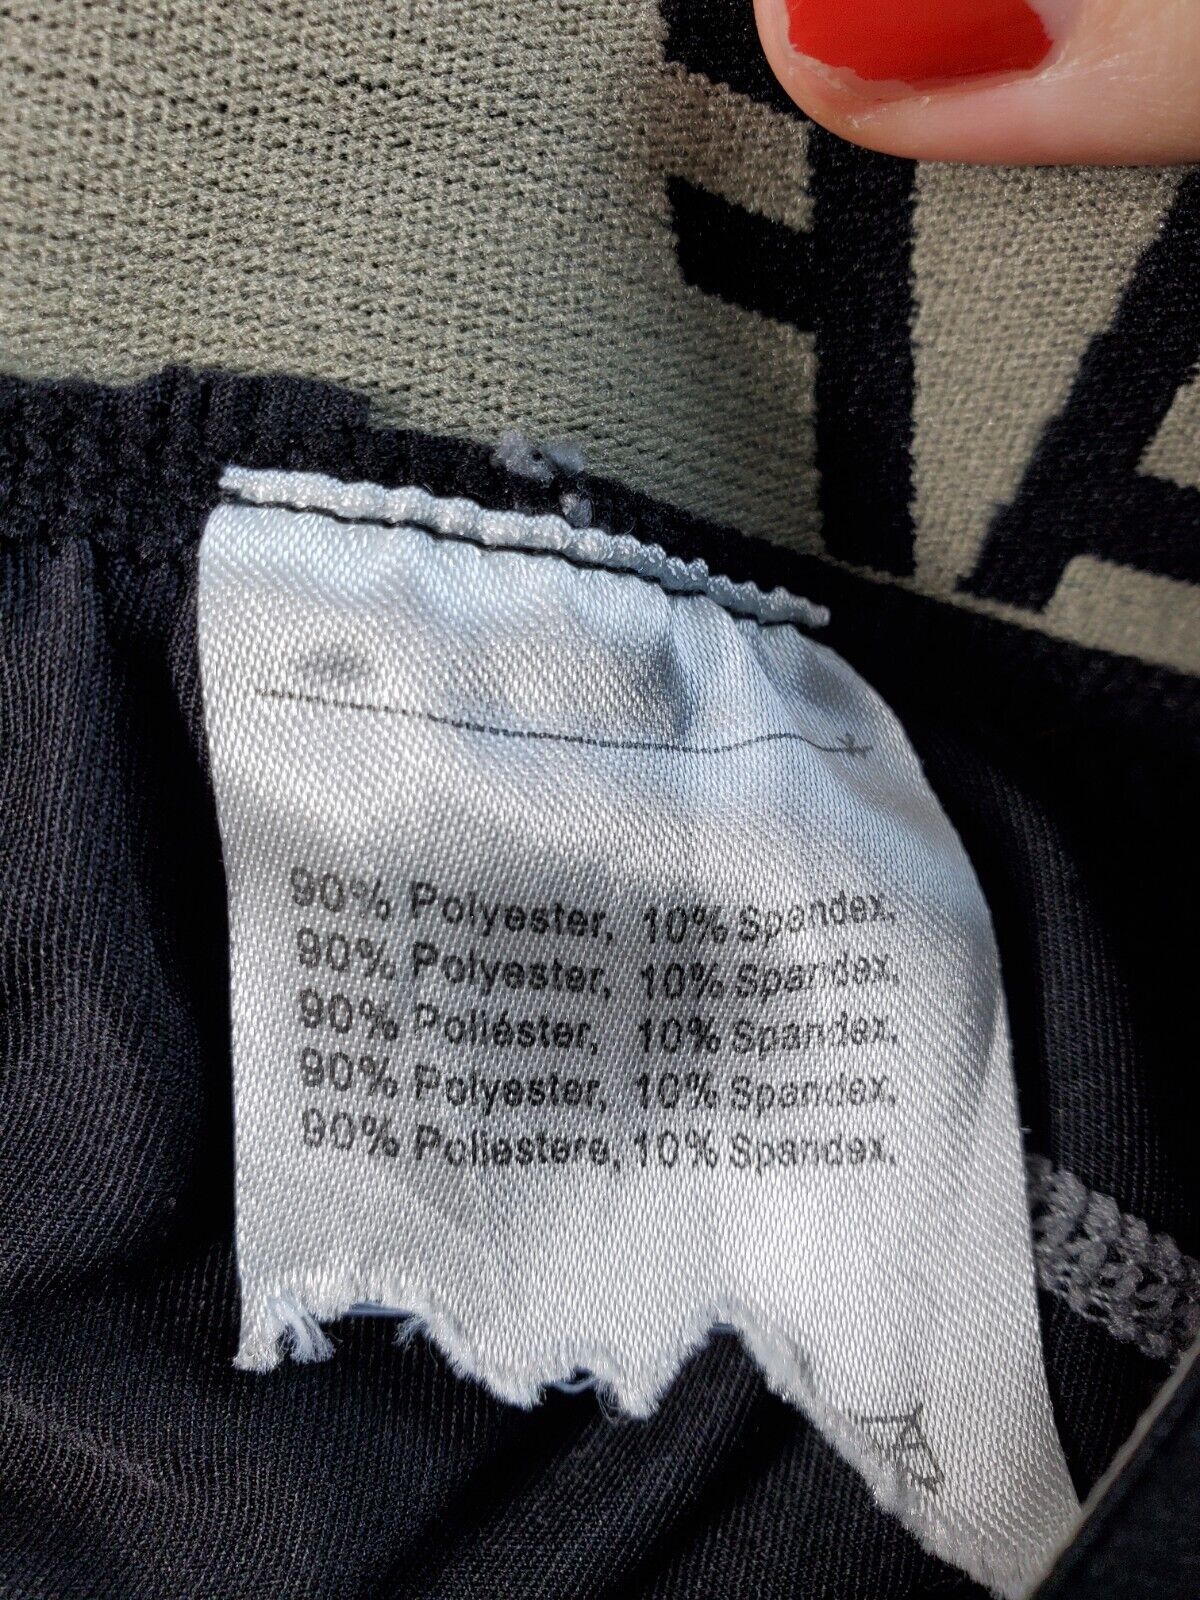 90% Polyester, 10% Spandex,
90% Polyester, 10% Spandex,
90% Poliéster, 10% Spandex,
90% Polyester, 10% Spandex,
90% Poliestere, 10% Spandex,